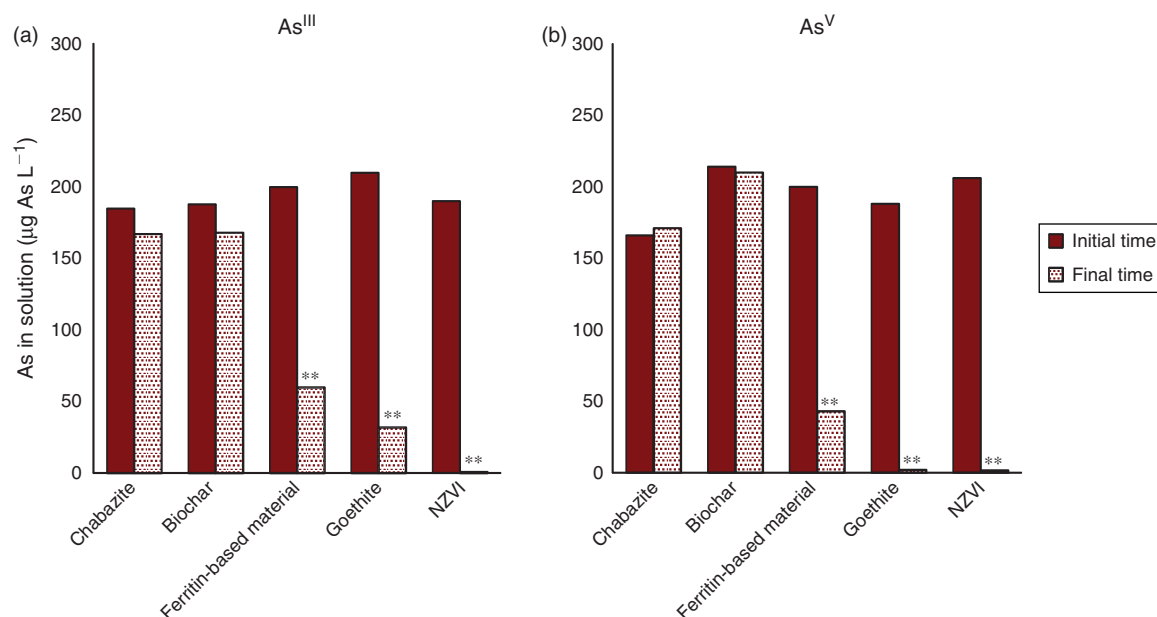 (a)
As^III
As in solution (μg As L⁻¹)
300
250
200
150
100
50
0
**
**
**
Chabazite
Biochar
Ferritin-based material
Goethite
NZVI
(b)
As^V
300
250
200
150
100
50
0
**
**
**
Chabazite
Biochar
Ferritin-based material
Goethite
NZVI
Initial time
Final time